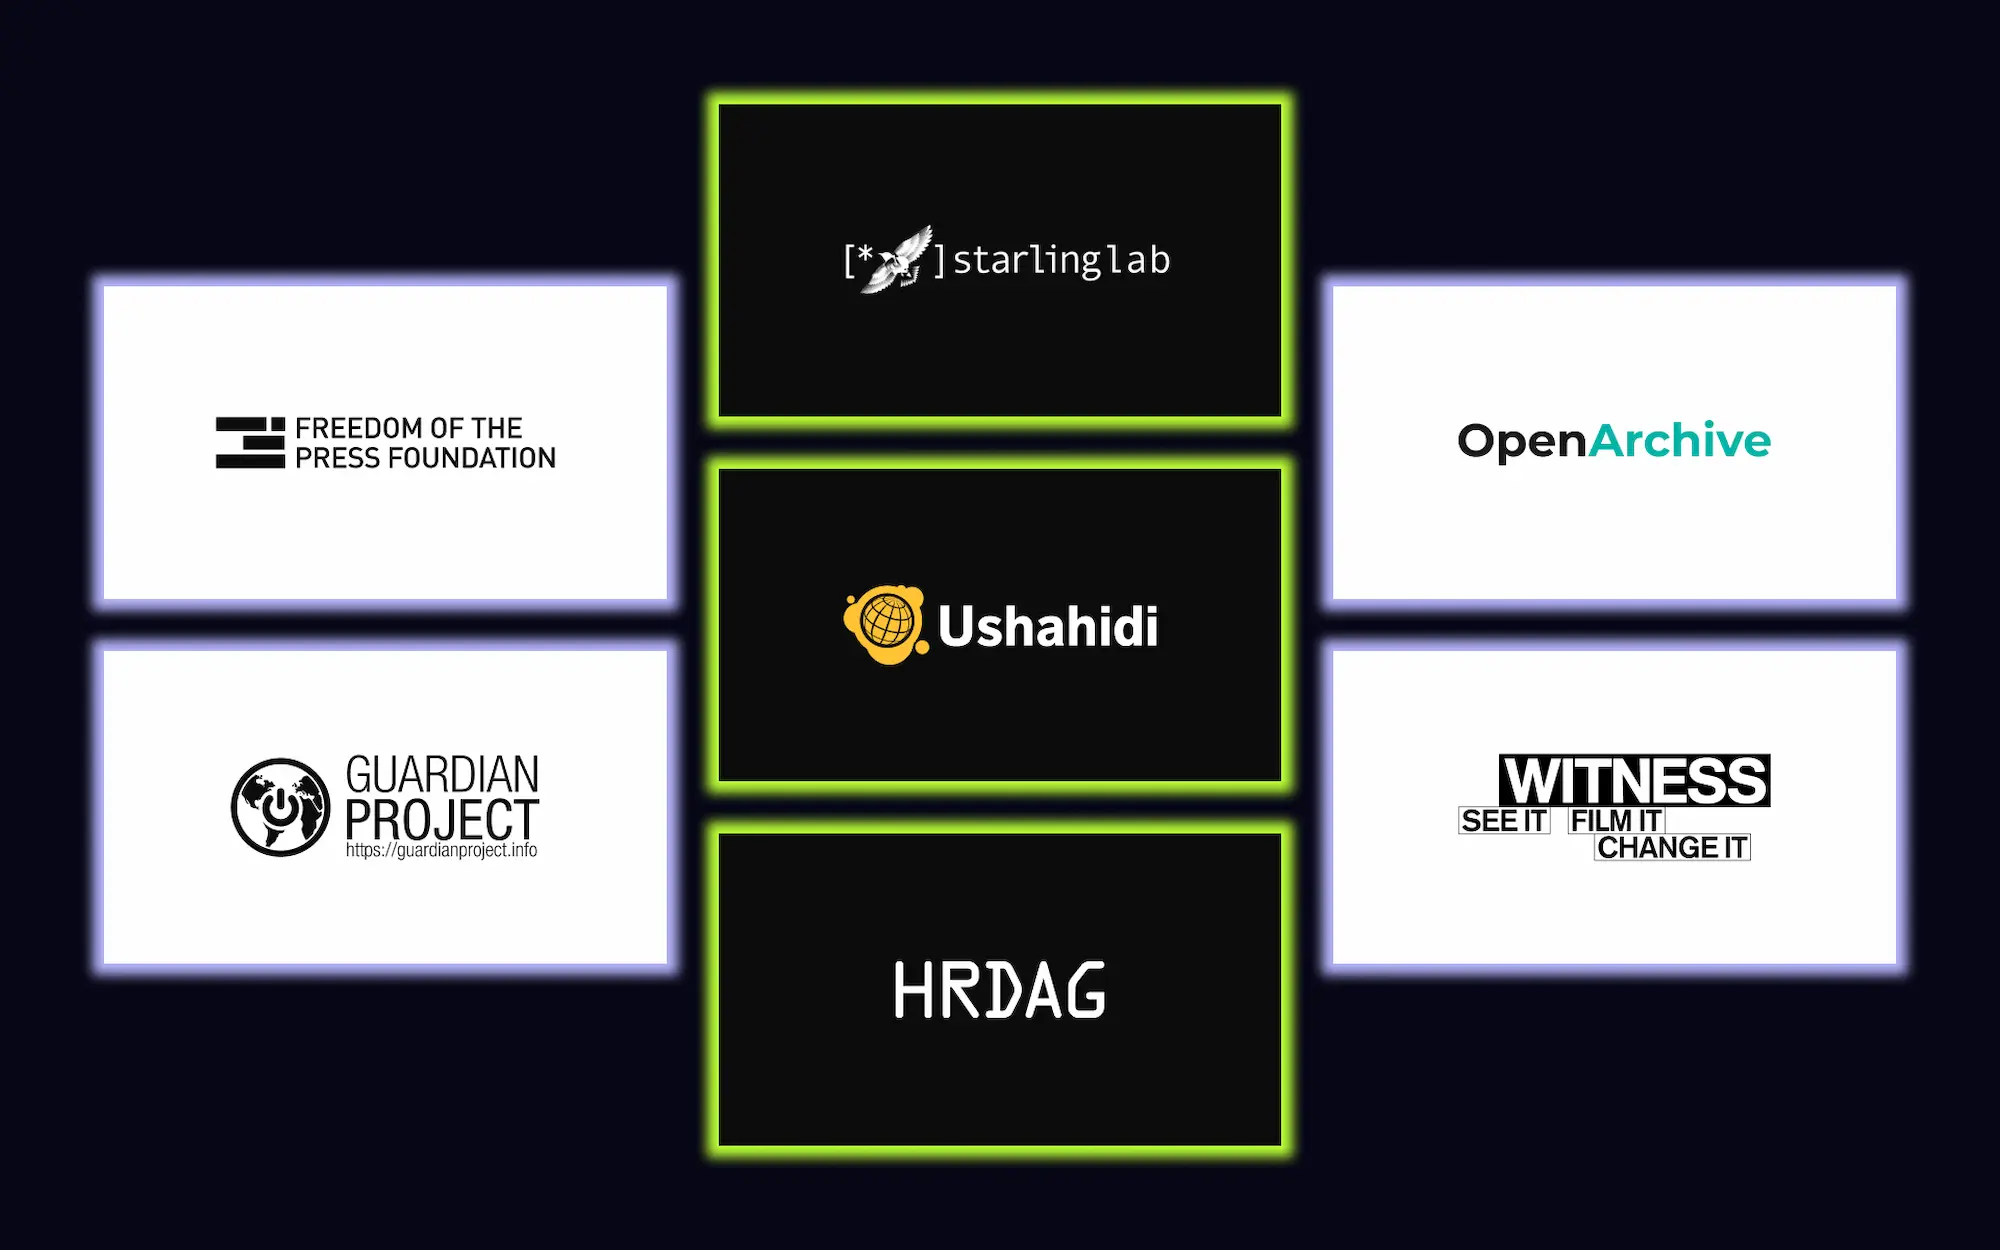 [* ]starlinglab
FREEDOM OF THE
PRESS FOUNDATION
OpenArchive
Ushahidi
GUARDIAN
PROJECT
https://guardianproject.info
WITNESS
SEE IT FILM IT
CHANGE IT
HRDAG